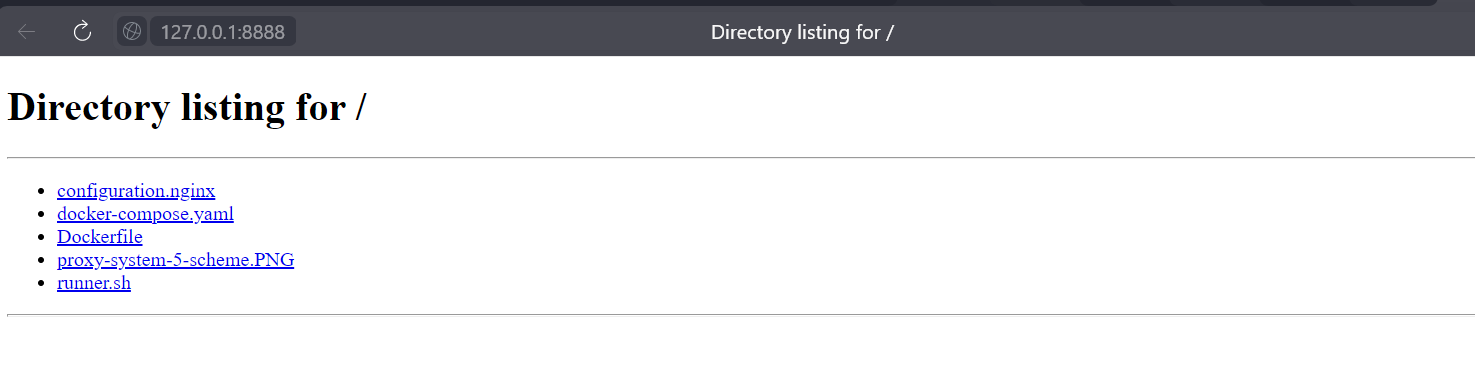 127.0.0.1:8888
Directory listing for /
Directory listing for /
configuration.nginx
docker-compose.yaml
Dockerfile
proxy-system-5-scheme.PNG
runner.sh